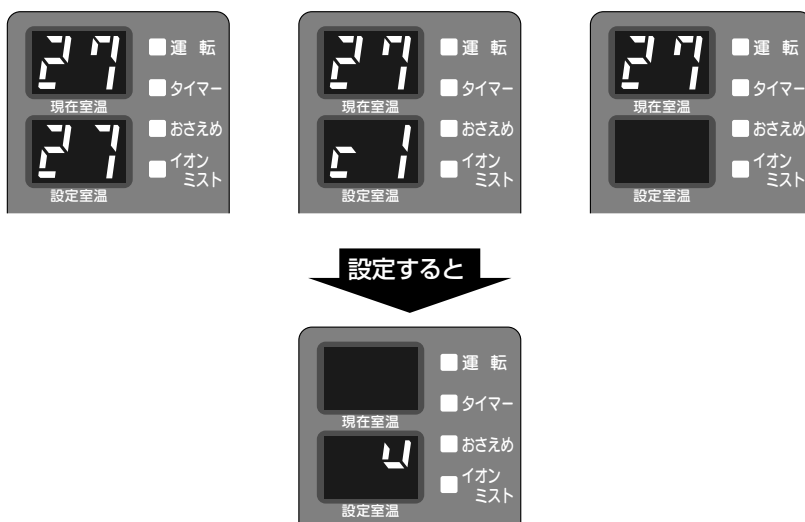 27 運転
タイマー
現在室温
27 おさえめ
イオン
ミスト
設定室温
27 運転
タイマー
現在室温
c1 おさえめ
イオン
ミスト
設定室温
27 運転
タイマー
現在室温
おさえめ
イオン
ミスト
設定室温
設定すると
運転
タイマー
現在室温
おさえめ
イオン
ミスト
設定室温